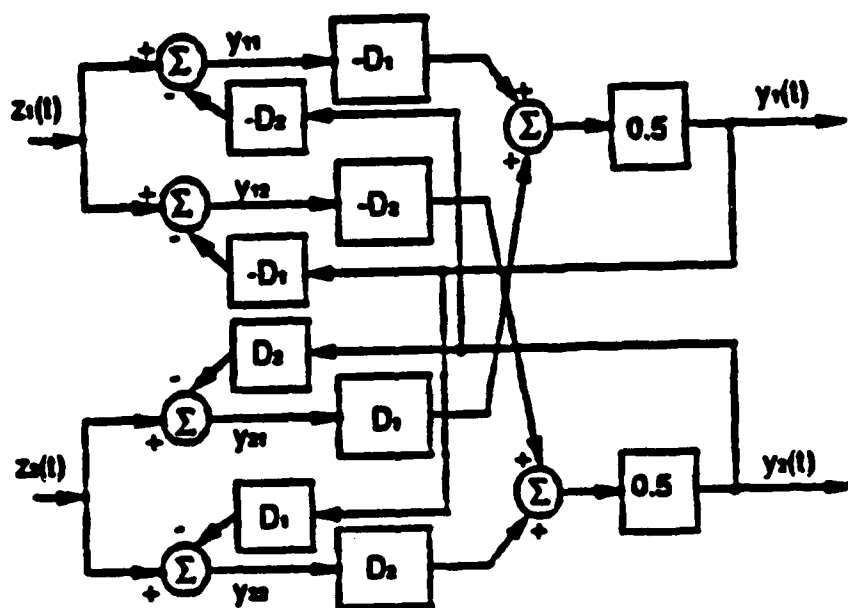 + Σ y₁₁ -D₁
z₁(t) - -D₂ + Σ + 0.5 y₁(t)
+ Σ y₁₂ -D₂
- -D₁
- D₂
+ Σ y₂₁ D₁
z₂(t) + Σ + 0.5 y₂(t)
- D₁
+ Σ y₂₂ D₂